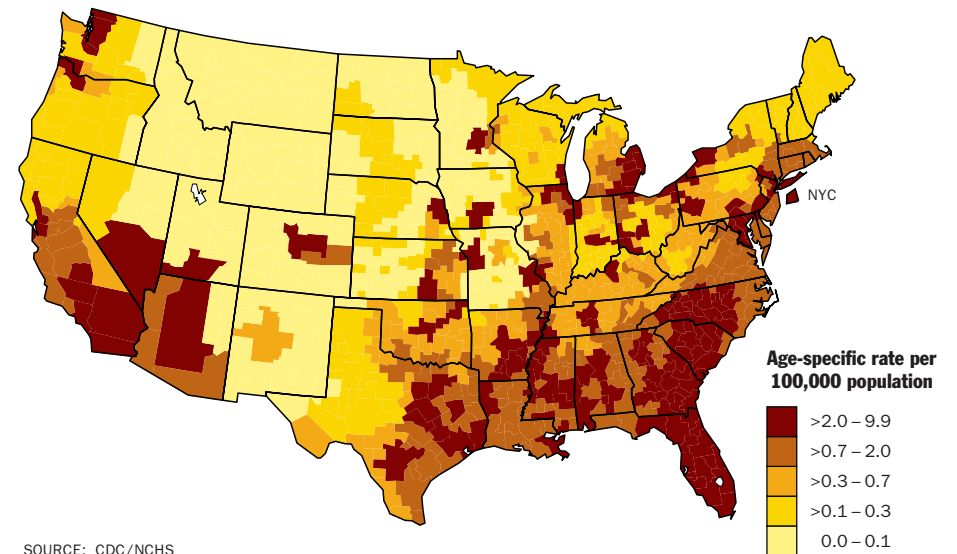 NYC
Age-specific rate per
100,000 population
>2.0 – 9.9
>0.7 – 2.0
>0.3 – 0.7
>0.1 – 0.3
0.0 – 0.1
SOURCE: CDC/NCHS